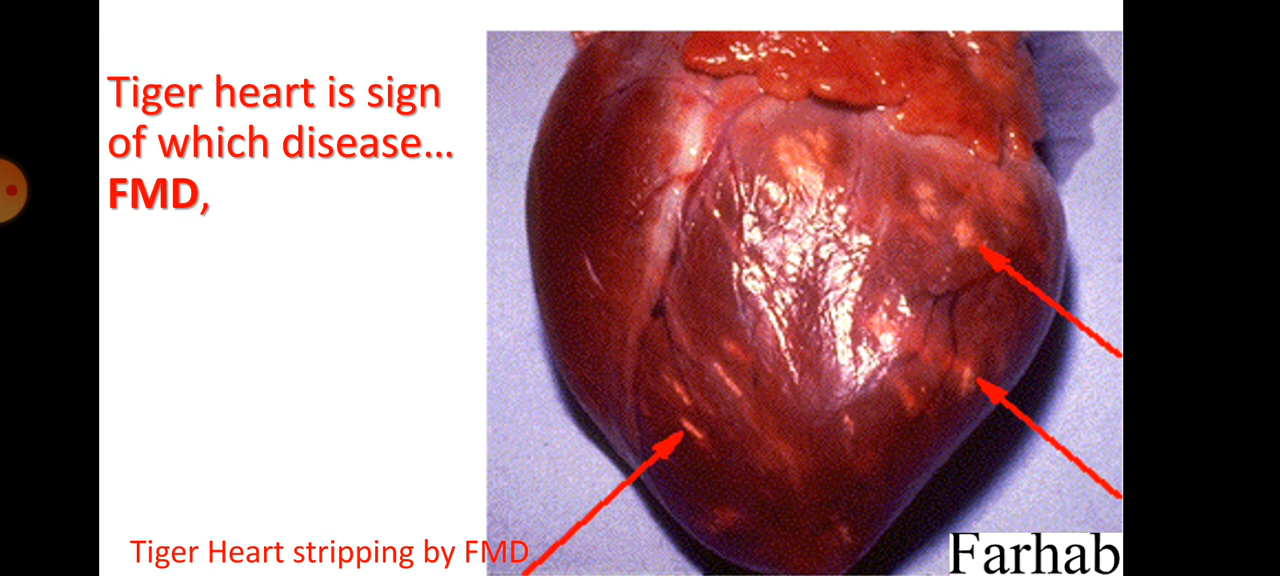 Tiger heart is sign
of which disease...
FMD,
Tiger Heart stripping by FMD
Farhab